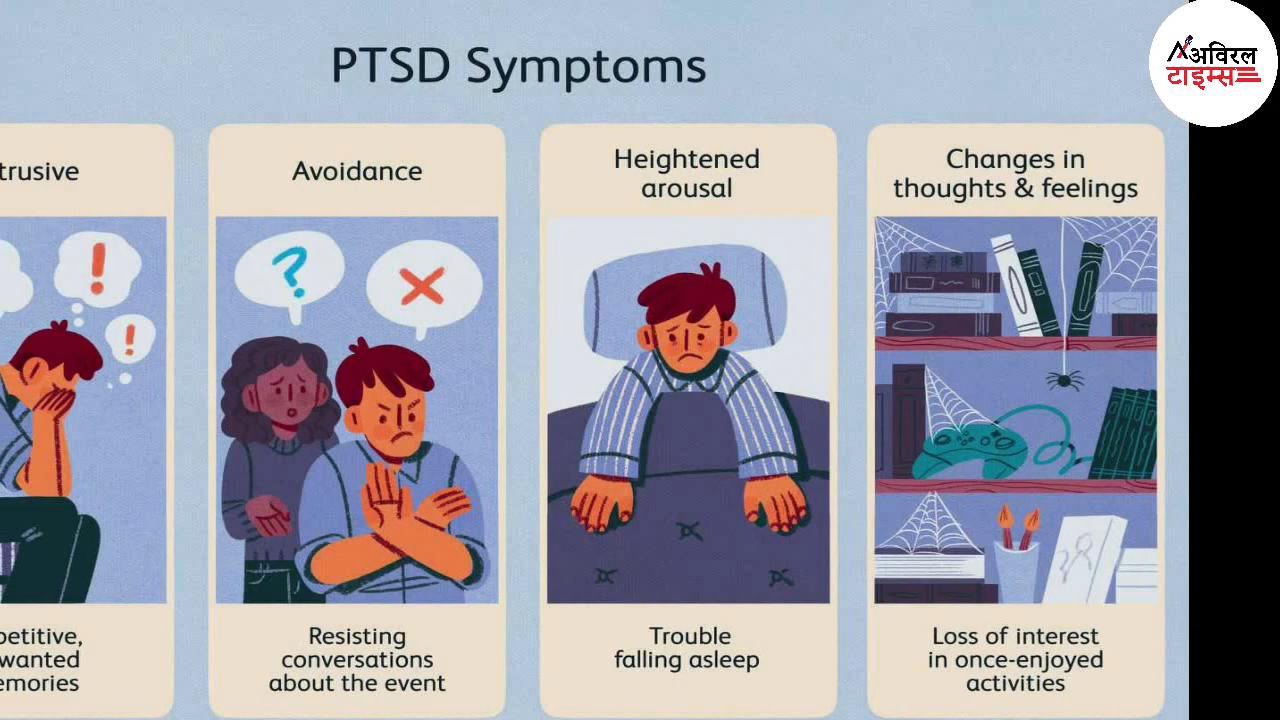 PTSD Symptoms
अविरल
टाइम्स
trusive
Avoidance
Heightened
arousal
Changes in
thoughts & feelings
petitive,
wanted
emories
Resisting
conversations
about the event
Trouble
falling asleep
Loss of interest
in once-enjoyed
activities